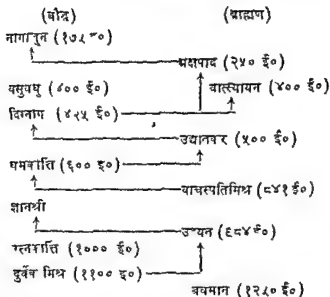 (बौद्ध) (ब्राह्मण)
नागार्जुन (१७५ ई०)
अक्षपाद (२५० ई०)
वसुबंधु (४०० ई०) वात्स्यायन (४०० ई०)
दिग्नाग (४२५ ई०)
उद्योतकर (५०० ई०)
धर्मकीर्ति (६०० ई०)
वाचस्पतिमिश्र (८४१ ई०)
ज्ञानश्री
उदयन (९८४ ई०)
रत्नकीर्ति (१००० ई०)
दुर्वेक मिश्र (११०० ई०)
वर्धमान (१२५० ई०)